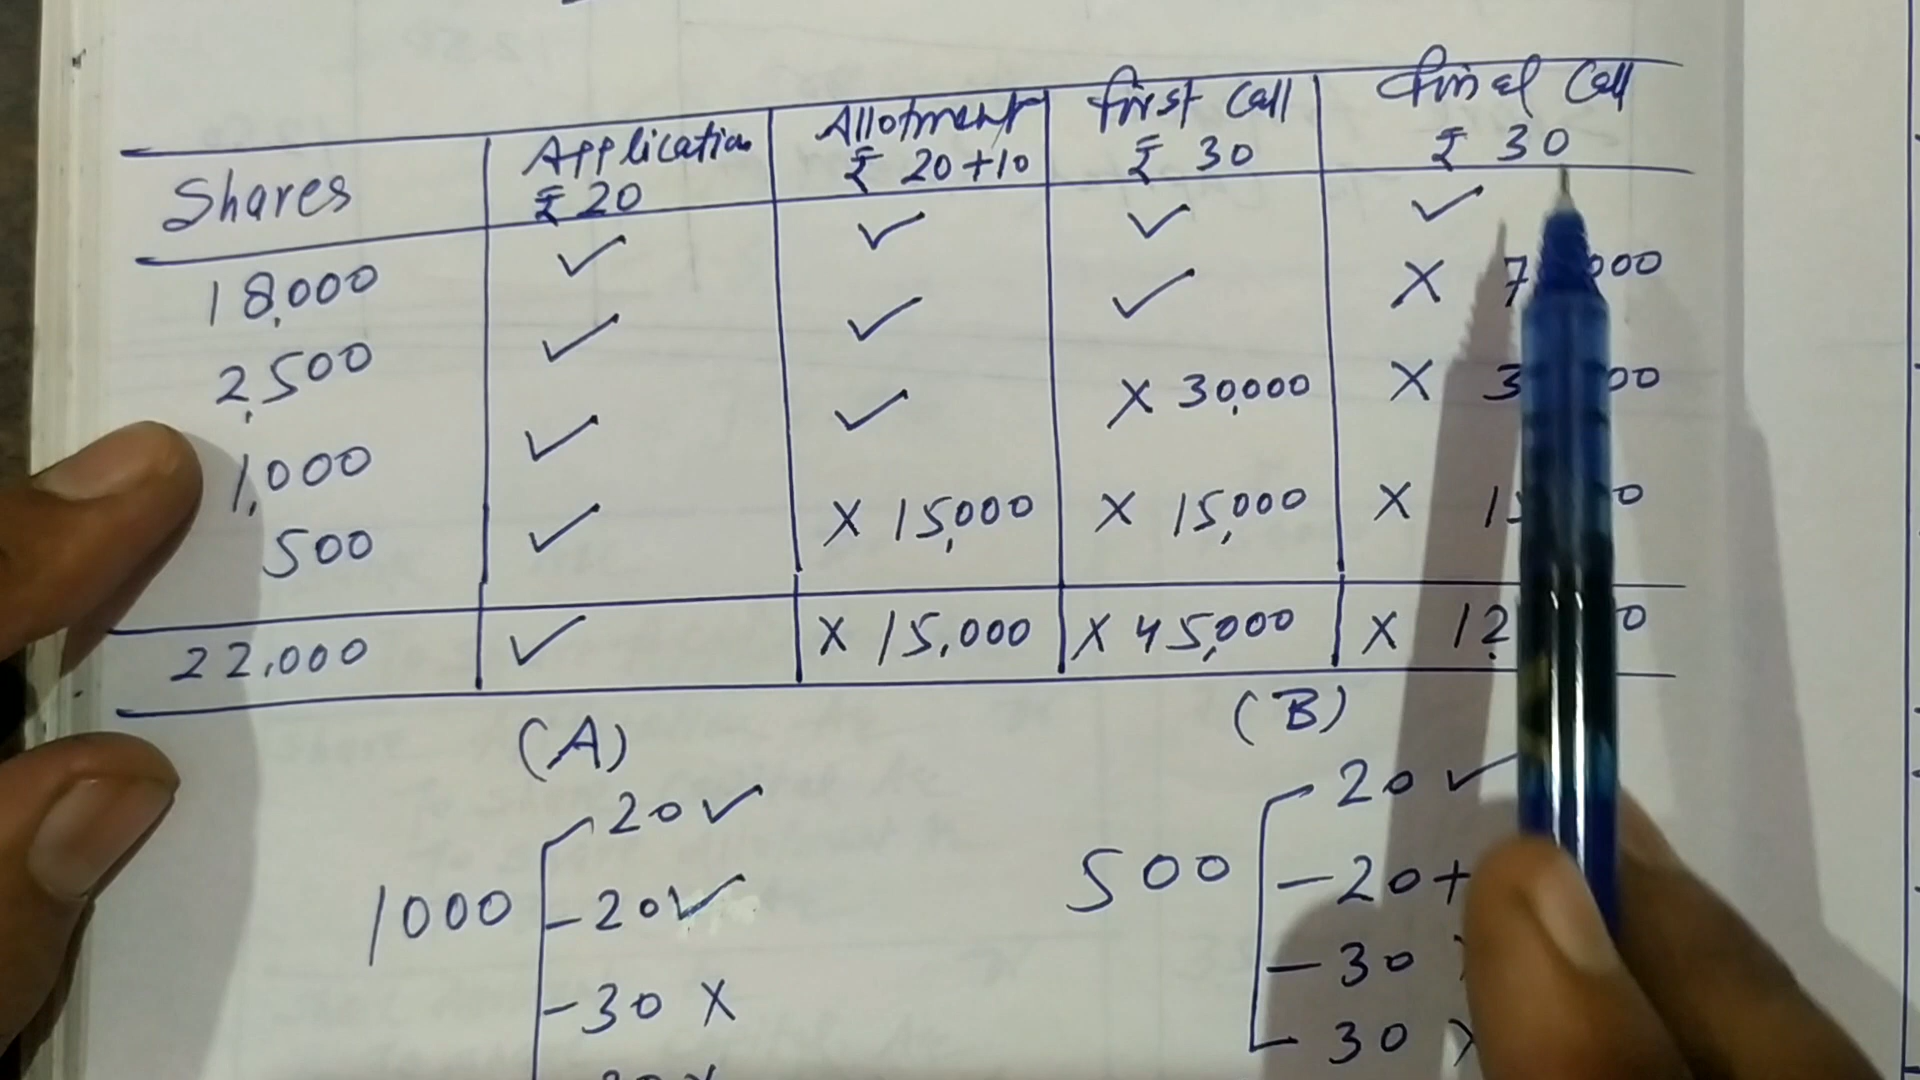 Shares Application Allotment First Call Final Call
₹ 20 ₹ 20+10 ₹ 30 ₹ 30
18,000 ✓ ✓ ✓ ✓
2,500 ✓ ✓ ✓ X
1,000 ✓ ✓ X 30,000 X
500 ✓ X 15,000 X 15,000 X
22,000 ✓ X 15,000 X 45,000 X
(A) (B)
20 ✓ 20 ✓
1000 - 20 ✓ 500 - 20 +
- 30 X - 30
30